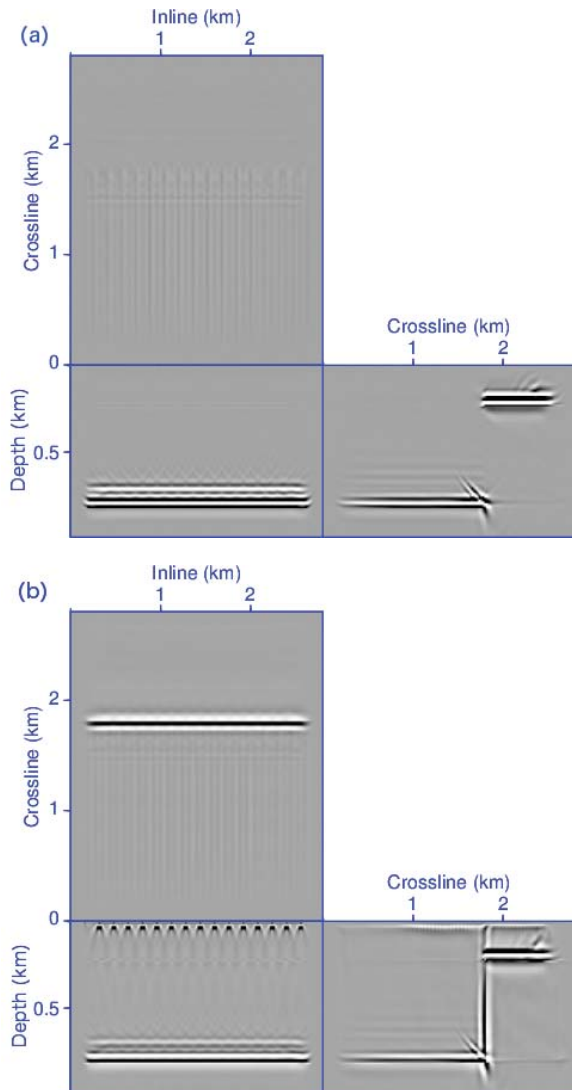 (a)
Inline (km)
1 2
Crossline (km)
2
1
0
Crossline (km)
1 2
Depth (km)
0.5
(b)
Inline (km)
1 2
Crossline (km)
2
1
0
Crossline (km)
1 2
Depth (km)
0.5